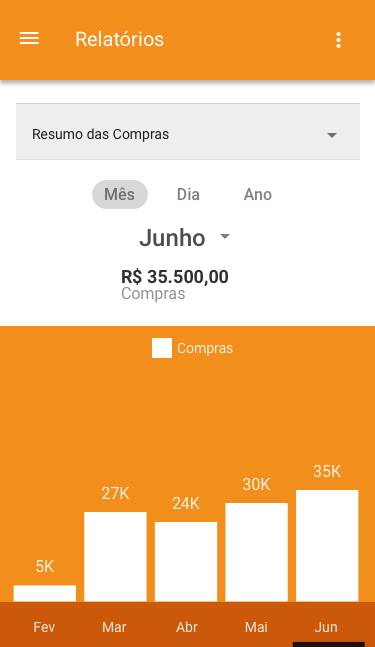 Relatórios
Resumo das Compras
Mês Dia Ano
Junho
R$ 35.500,00
Compras
Compras
35K
30K
27K
24K
5K
Fev Mar Abr Mai Jun